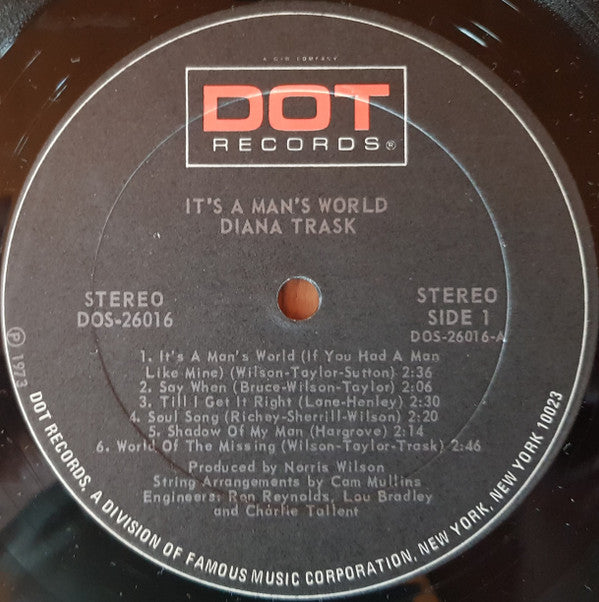 A G+W COMPANY
DOT
RECORDS®
IT'S A MAN'S WORLD
DIANA TRASK
STEREO
DOS-26016
STEREO
SIDE 1
DOS-26016-A
1. It's A Man's World (If You Had A Man
Like Mine) (Wilson-Taylor-Sutton) 2:36
2. Say When (Bruce-Wilson-Taylor) 2:06
3. Till I Get It Right (Lane-Henley) 2:30
4. Soul Song (Richey-Sherrill-Wilson) 2:20
5. Shadow Of My Man (Hargrove) 2:14
6. World Of The Missing (Wilson-Taylor-Trask) 2:46
Produced by Norris Wilson
String Arrangements by Cam Mullins
Engineers: Ron Reynolds, Lou Bradley
and Charlie Tallent
Ⓟ 1973
DOT RECORDS, A DIVISION OF FAMOUS MUSIC CORPORATION, NEW YORK, NEW YORK 10023